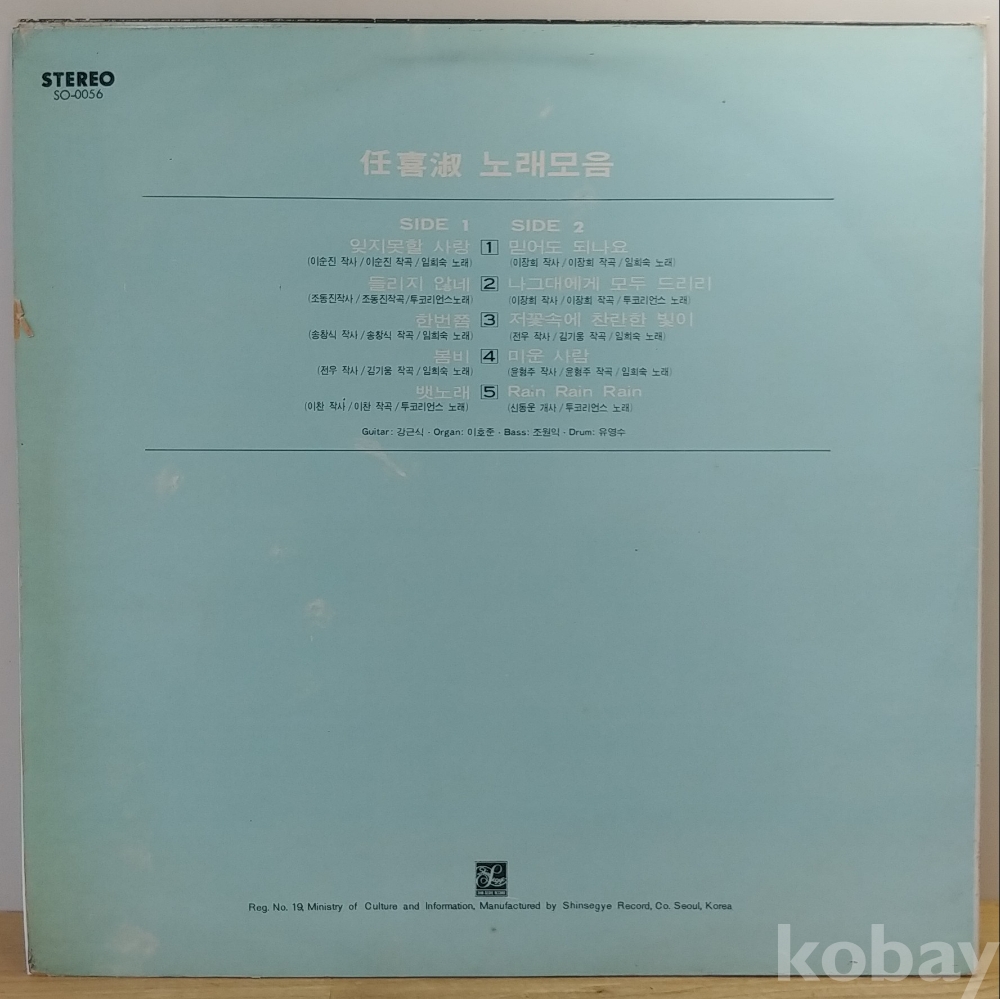 STEREO
SO-0056
任喜淑 노래모음
SIDE 1 SIDE 2
잊지못할 사랑 1 믿어도 되나요
(이순진 작사/이순진 작곡/임희숙 노래) (이장희 작사/이장희 작곡/임희숙 노래)
들리지 않네 2 나그대에게 모두 드리리
(조동진작사/조동진작곡/투코리언스노래) (이장희 작사/이장희 작곡/투코리언스 노래)
한번쯤 3 저꽃속에 찬란한 빛이
(송창식 작사/송창식 작곡/임희숙 노래) (전우 작사/김기웅 작곡/임희숙 노래)
봄비 4 미운 사람
(전우 작사/김기웅 작곡/임희숙 노래) (윤형주 작사/윤형주 작곡/임희숙 노래)
뱃노래 5 Rain Rain Rain
(이찬 작사/이찬 작곡/투코리언스 노래) (신동운 개사/투코리언스 노래)
Guitar: 강근식 · Organ: 이호준 · Bass: 조원익 · Drum: 유영수
Reg. No. 19, Ministry of Culture and Information, Manufactured by Shinsegye Record, Co. Seoul, Korea
kobay